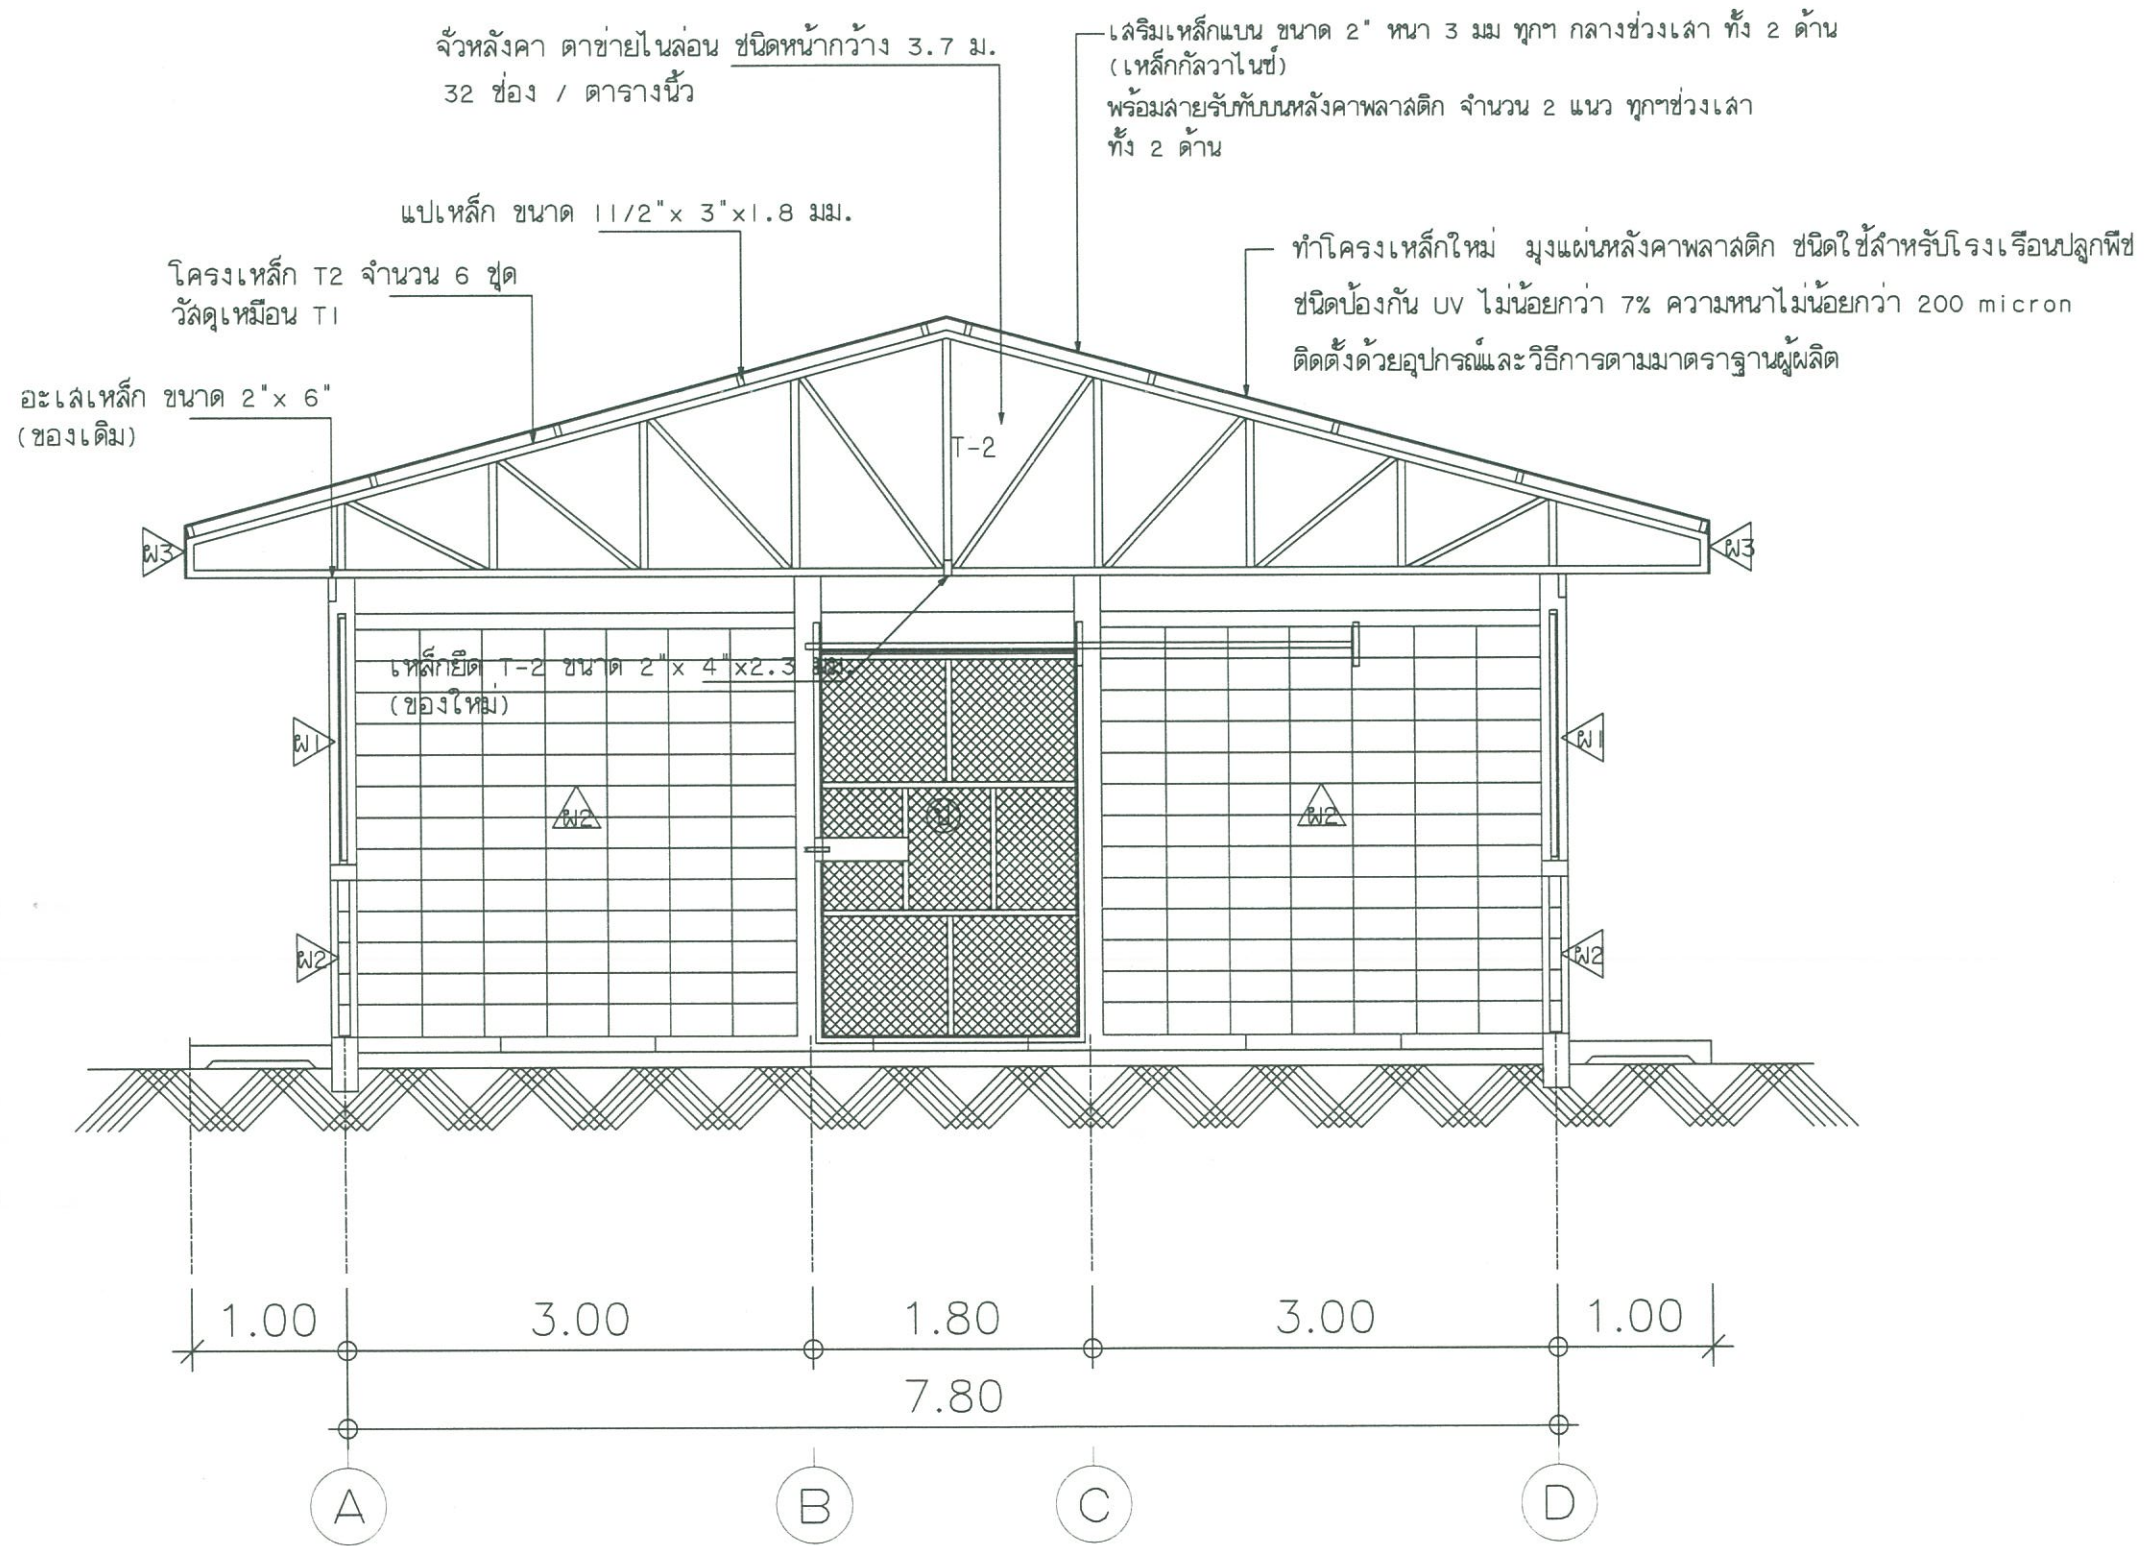 จั่วหลังคา ตาข่ายไนล่อน ชนิดหน้ากว้าง 3.7 ม.
32 ช่อง / ตารางนิ้ว
เสริมเหล็กแบน ขนาด 2" หนา 3 มม ทุกๆ กลางช่วงเสา ทั้ง 2 ด้าน
(เหล็กกัลวาไนซ์)
พร้อมสายรับทับบนหลังคาพลาสติก จำนวน 2 แนว ทุกๆช่วงเสา
ทั้ง 2 ด้าน
แปเหล็ก ขนาด 11/2"x 3"x1.8 มม.
โครงเหล็ก T2 จำนวน 6 ชุด
วัสดุเหมือน T1
ทำโครงเหล็กใหม่ มุงแผ่นหลังคาพลาสติก ชนิดใช้สำหรับโรงเรือนปลูกพืช
ชนิดป้องกัน UV ไม่น้อยกว่า 7% ความหนาไม่น้อยกว่า 200 micron
ติดตั้งด้วยอุปกรณ์และวิธีการตามมาตราฐานผู้ผลิต
อะเสเหล็ก ขนาด 2"x 6"
(ของเดิม)
T-2
ผ3
ผ3
เหล็กยึด T-2 ขนาด 2"x 4"x2.3 มม.
(ของใหม่)
ผ1
ผ1
ผ2
ผ2
ผ2
ผ2
1.00
3.00
1.80
3.00
1.00
7.80
A
B
C
D